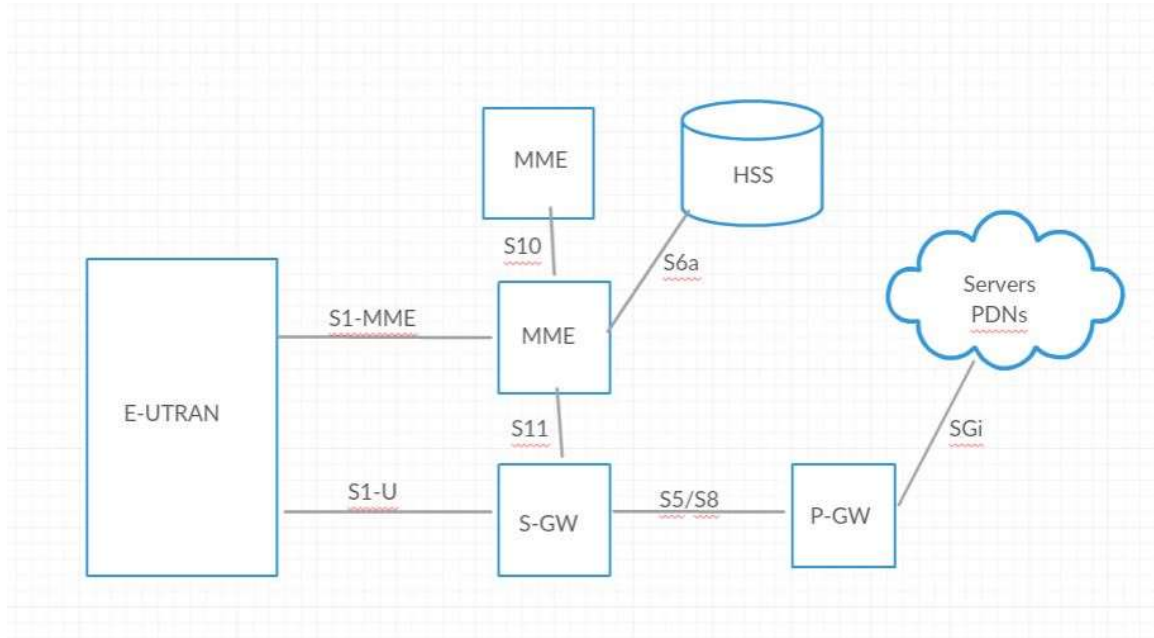 MME
HSS
S10
S6a
Servers
PDNs
S1-MME
MME
E-UTRAN
S11
SGi
S1-U
S-GW
S5/S8
P-GW